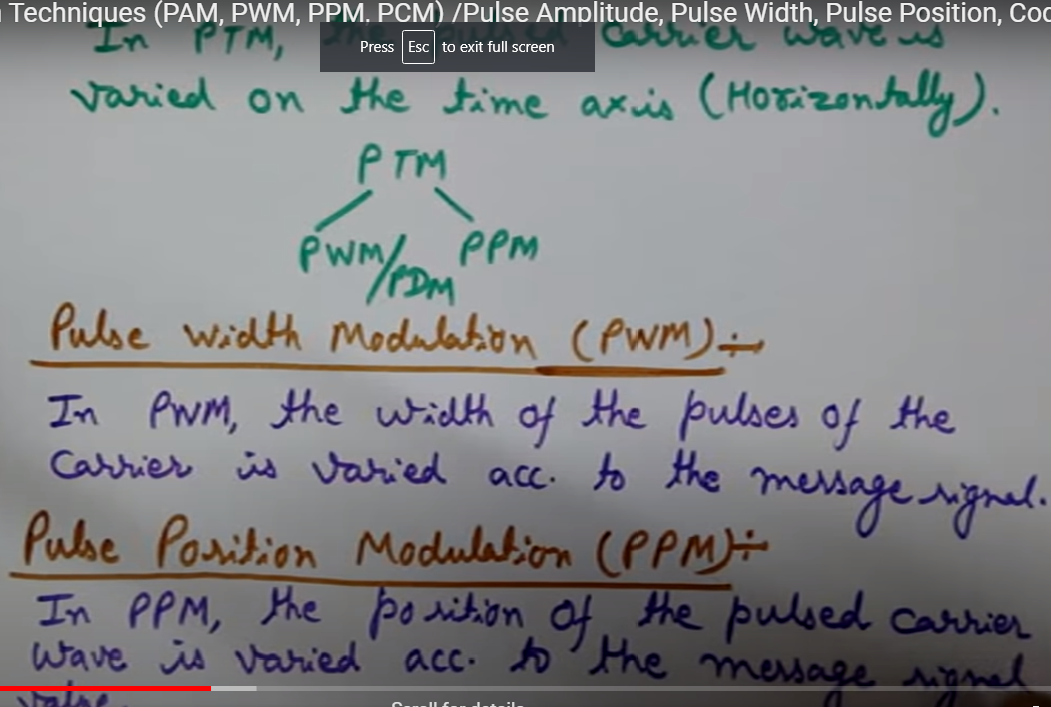 Techniques (PAM, PWM, PPM. PCM) /Pulse Amplitude, Pulse Width, Pulse Position,
In PTM, the pulsed Carrier wave is
Press Esc to exit full screen
varied on the time axis (Horizontally).
PTM
PWM/PDM PPM
Pulse width Modulation (PWM):-
In PWM, the width of the pulses of the
Carrier is varied acc. to the message signal.
Pulse Position Modulation (PPM):-
In PPM, the position of the pulsed carrier
wave is varied acc. to the message signal
Scroll for details